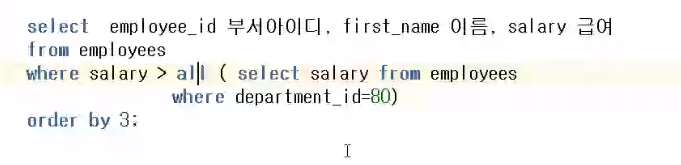 select employee_id 부서아이디, first_name 이름, salary 급여
from employees
where salary > all ( select salary from employees
where department_id=80)
order by 3;